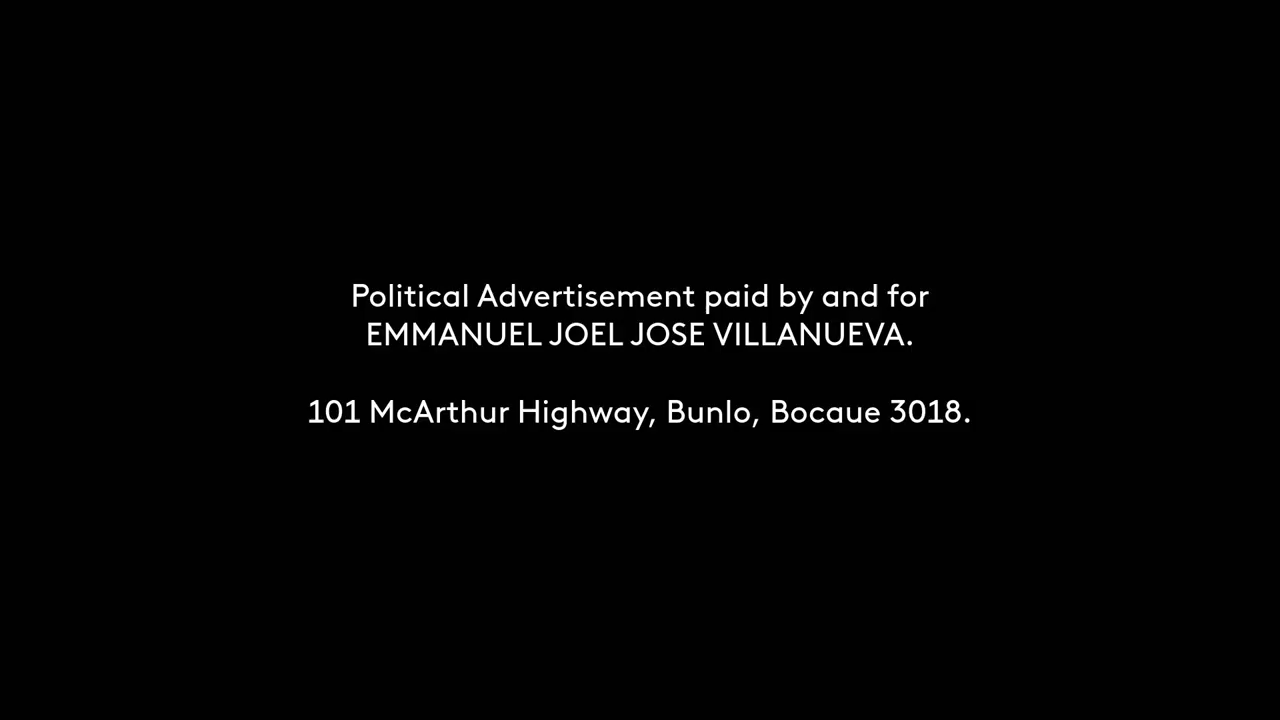 Political Advertisement paid by and for
EMMANUEL JOEL JOSE VILLANUEVA.
101 McArthur Highway, Bunlo, Bocaue 3018.